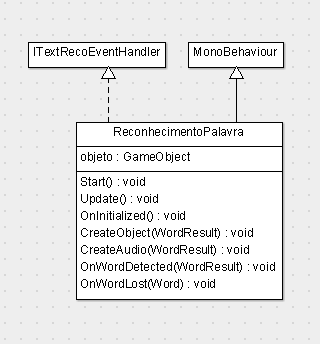 ITextRecoEventHandler
MonoBehaviour
ReconhecimentoPalavra
objeto : GameObject
Start() : void
Update() : void
OnInitialized() : void
CreateObject(WordResult) : void
CreateAudio(WordResult) : void
OnWordDetected(WordResult) : void
OnWordLost(Word) : void